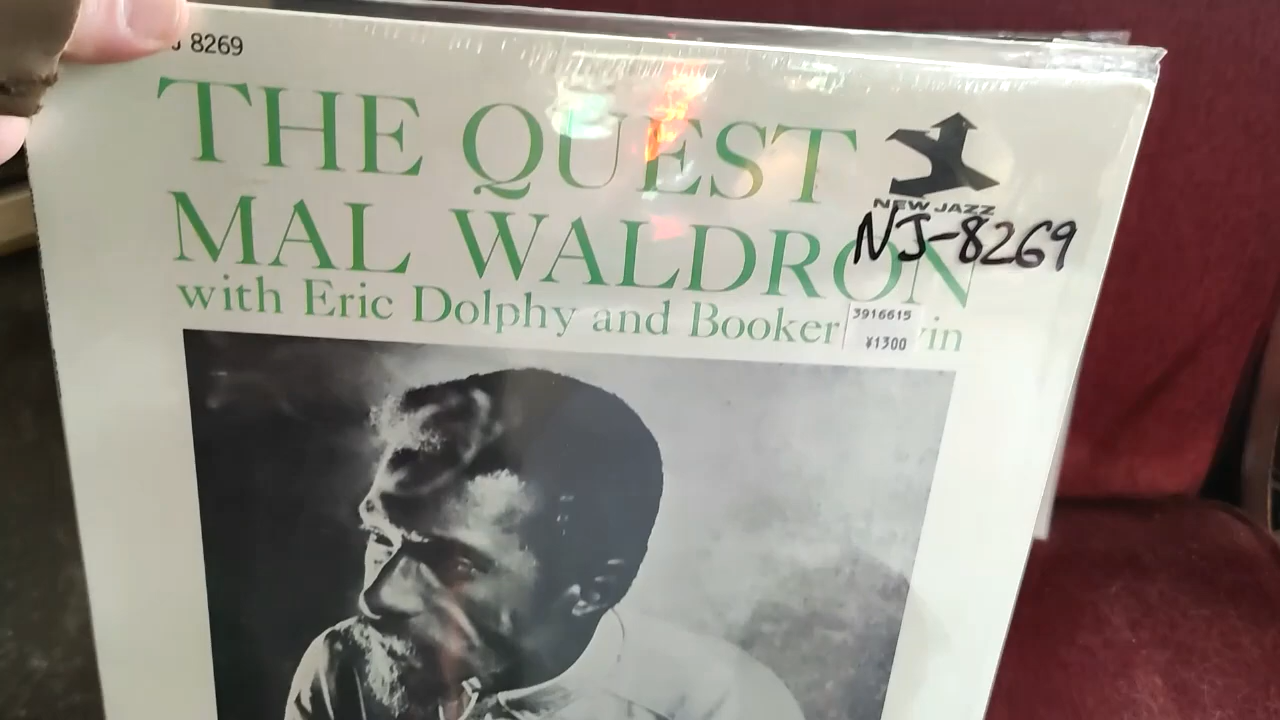 J 8269
THE QUEST
NEW JAZZ
NJ-8269
MAL WALDRON
with Eric Dolphy and Booker
3916615
¥1300